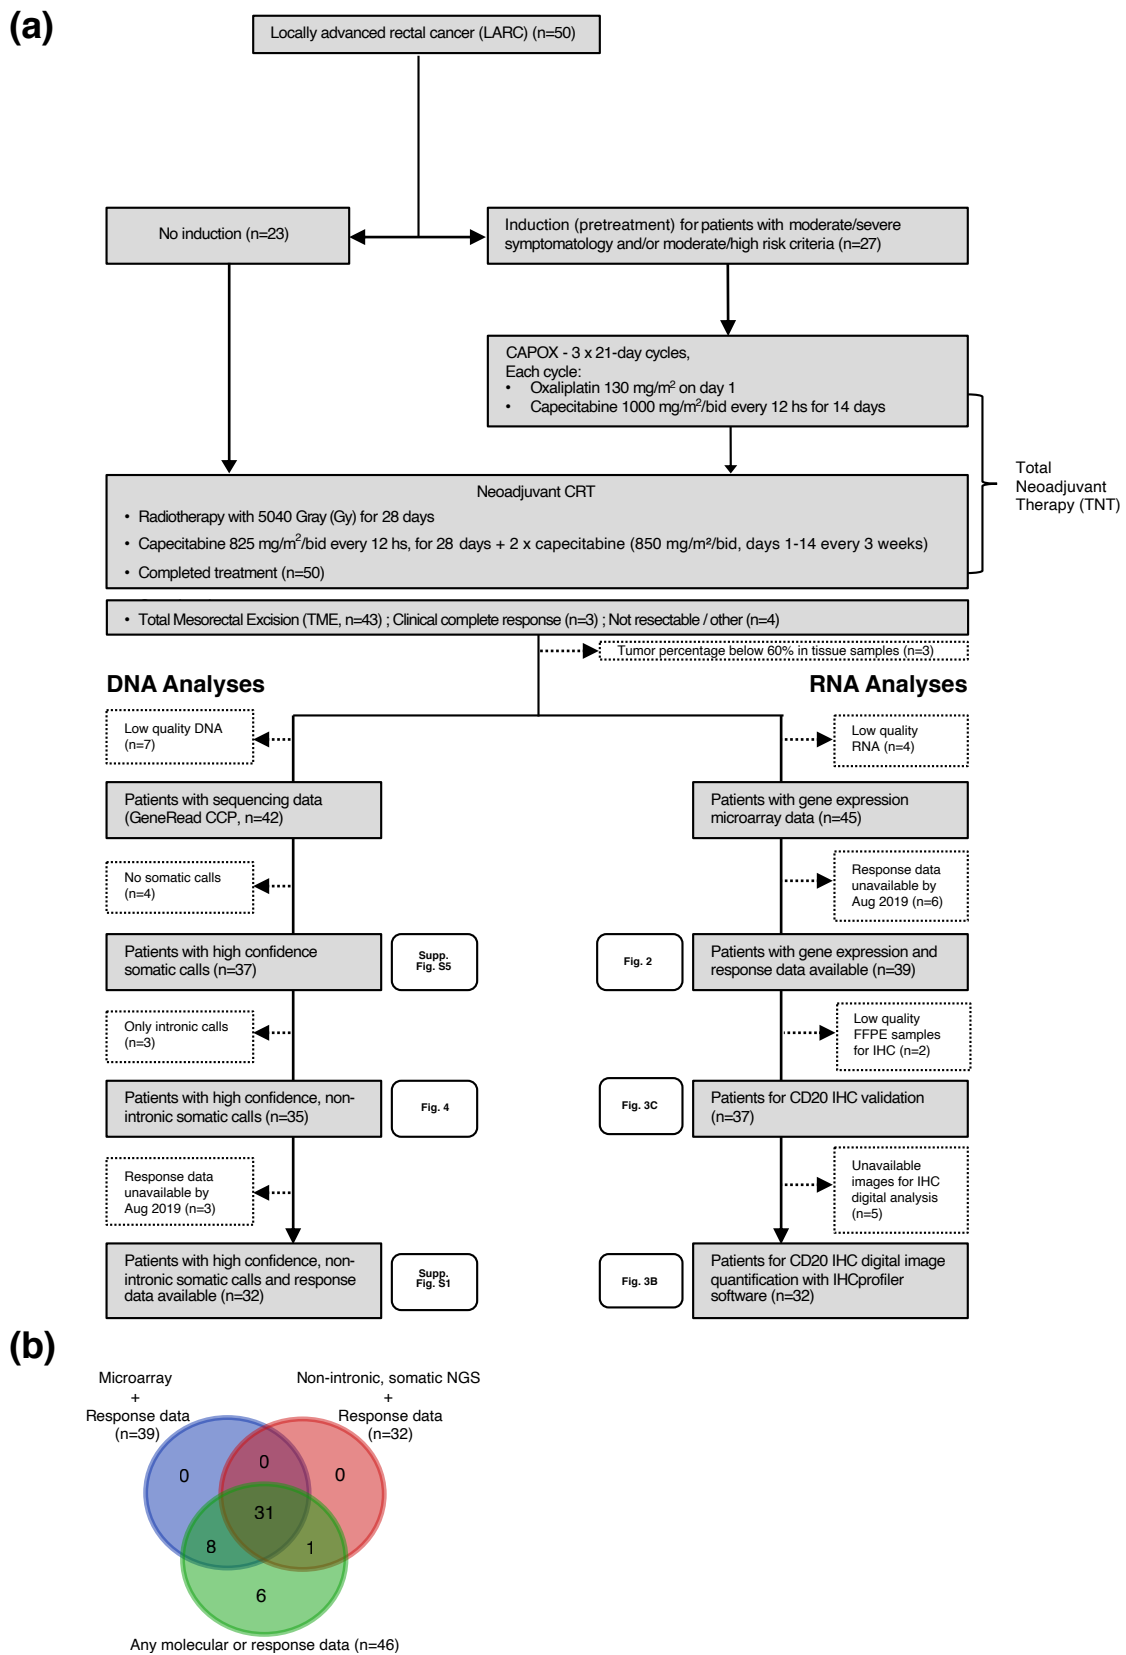 (a)
Locally advanced rectal cancer (LARC) (n=50)
No induction (n=23)
Induction (pretreatment) for patients with moderate/severe
symptomatology and/or moderate/high risk criteria (n=27)
CAPOX - 3 x 21-day cycles,
Each cycle:
• Oxaliplatin 130 mg/m² on day 1
• Capecitabine 1000 mg/m²/bid every 12 hs for 14 days
Total
Neoadjuvant
Therapy (TNT)
Neoadjuvant CRT
• Radiotherapy with 5040 Gray (Gy) for 28 days
• Capecitabine 825 mg/m²/bid every 12 hs, for 28 days + 2 x capecitabine (850 mg/m²/bid, days 1-14 every 3 weeks)
• Completed treatment (n=50)
• Total Mesorectal Excision (TME, n=43) ; Clinical complete response (n=3) ; Not resectable / other (n=4)
Tumor percentage below 60% in tissue samples (n=3)
DNA Analyses
Low quality DNA
(n=7)
Patients with sequencing data
(GeneRead CCP, n=42)
No somatic calls
(n=4)
Patients with high confidence
somatic calls (n=37)
Supp.
Fig. S5
Only intronic calls
(n=3)
Patients with high confidence, non-
intronic somatic calls (n=35)
Fig. 4
Response data
unavailable by
Aug 2019 (n=3)
Patients with high confidence, non-
intronic somatic calls and response
data available (n=32)
Supp.
Fig. S1
RNA Analyses
Low quality
RNA (n=4)
Patients with gene expression
microarray data (n=45)
Response data
unavailable by
Aug 2019 (n=6)
Fig. 2
Patients with gene expression and
response data available (n=39)
Low quality
FFPE samples
for IHC (n=2)
Fig. 3C
Patients for CD20 IHC validation
(n=37)
Unavailable
images for IHC
digital analysis
(n=5)
Fig. 3B
Patients for CD20 IHC digital image
quantification with IHCprofiler
software (n=32)
(b)
Microarray
+
Response data
(n=39)
Non-intronic, somatic NGS
+
Response data
(n=32)
0
0
0
31
8
1
6
Any molecular or response data (n=46)